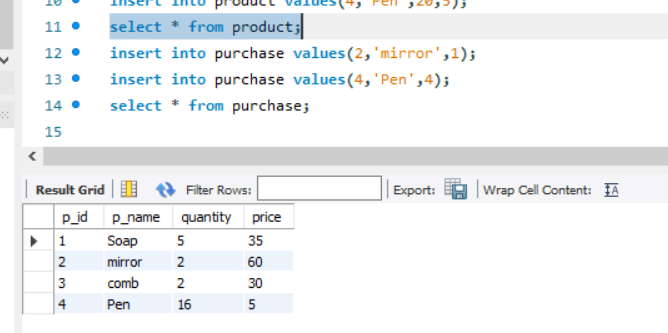 10 insert into product values(4,'Pen',20,5);
11 select * from product;
12 insert into purchase values(2,'mirror',1);
13 insert into purchase values(4,'Pen',4);
14 select * from purchase;
15
Result Grid Filter Rows: Export: Wrap Cell Content: IA
p_id p_name quantity price
1 Soap 5 35
2 mirror 2 60
3 comb 2 30
4 Pen 16 5